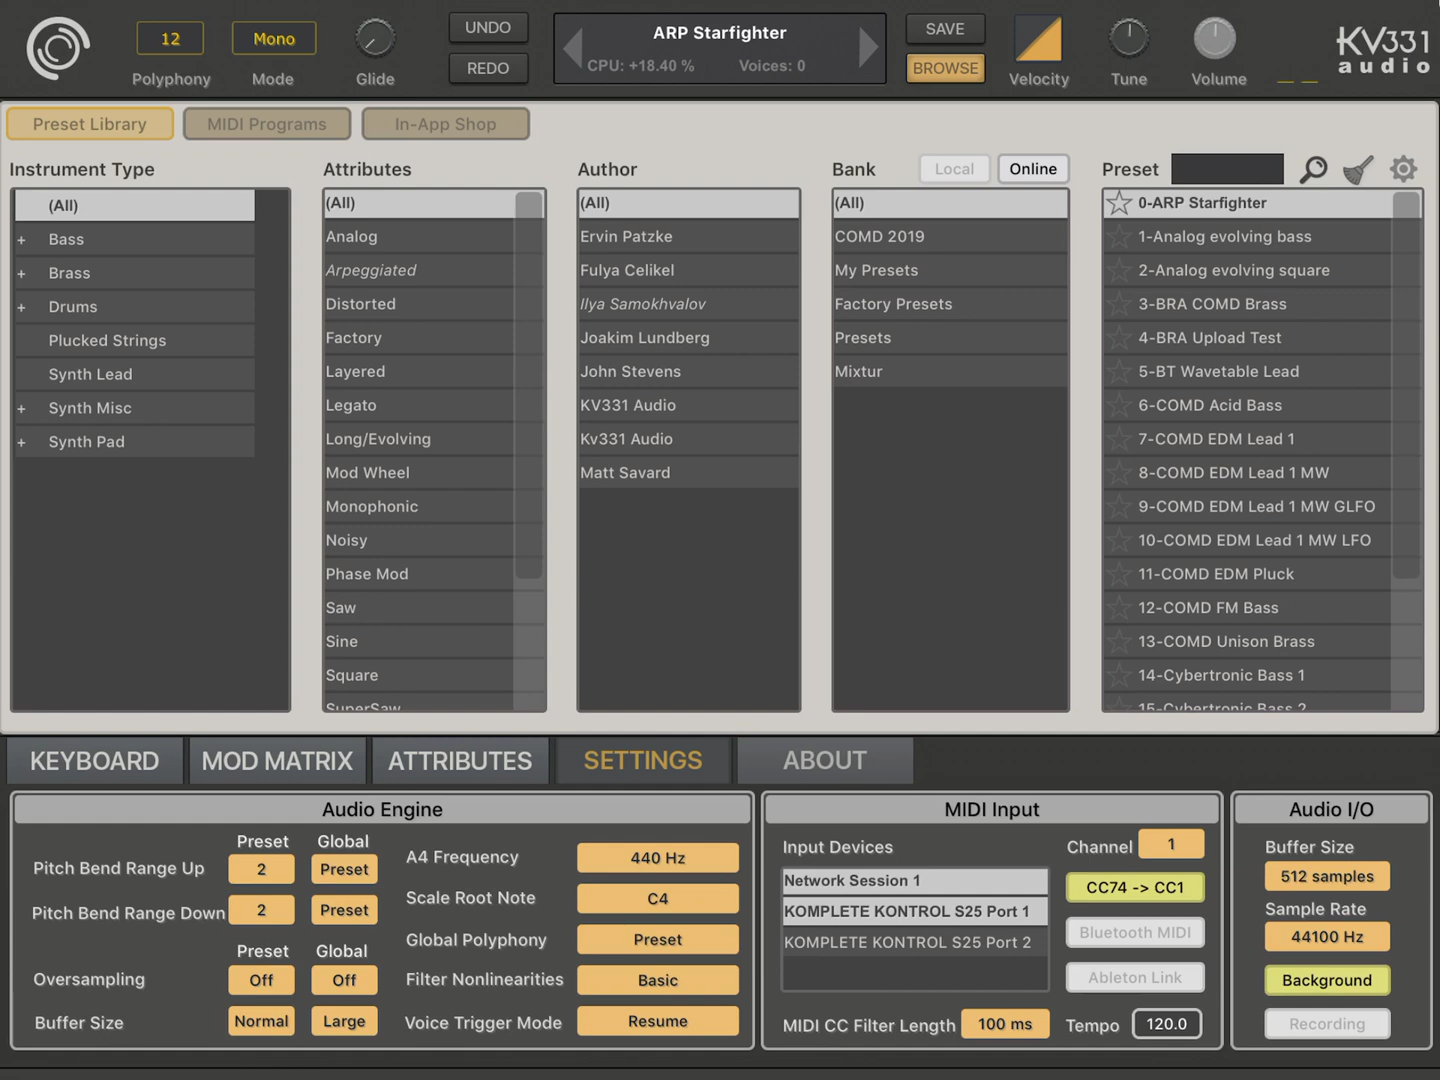 12
Polyphony
Mono
Mode
Glide
UNDO
REDO
ARP Starfighter
CPU: +18.40 %
Voices: 0
SAVE
BROWSE
Velocity
Tune
Volume
KV331
audio
Preset Library
MIDI Programs
In-App Shop
Instrument Type
(All)
+ Bass
+ Brass
+ Drums
Plucked Strings
Synth Lead
+ Synth Misc
+ Synth Pad
Attributes
(All)
Analog
Arpeggiated
Distorted
Factory
Layered
Legato
Long/Evolving
Mod Wheel
Monophonic
Noisy
Phase Mod
Saw
Sine
Square
SuperSaw
Author
(All)
Ervin Patzke
Fulya Celikel
Ilya Samokhvalov
Joakim Lundberg
John Stevens
KV331 Audio
Kv331 Audio
Matt Savard
Bank
Local
Online
(All)
COMD 2019
My Presets
Factory Presets
Presets
Mixtur
Preset
0-ARP Starfighter
1-Analog evolving bass
2-Analog evolving square
3-BRA COMD Brass
4-BRA Upload Test
5-BT Wavetable Lead
6-COMD Acid Bass
7-COMD EDM Lead 1
8-COMD EDM Lead 1 MW
9-COMD EDM Lead 1 MW GLFO
10-COMD EDM Lead 1 MW LFO
11-COMD EDM Pluck
12-COMD FM Bass
13-COMD Unison Brass
14-Cybertronic Bass 1
15-Cybertronic Bass 2
KEYBOARD
MOD MATRIX
ATTRIBUTES
SETTINGS
ABOUT
Audio Engine
Preset Global
Pitch Bend Range Up 2 Preset
Pitch Bend Range Down 2 Preset
Preset Global
Oversampling Off Off
Buffer Size Normal Large
A4 Frequency 440 Hz
Scale Root Note C4
Global Polyphony Preset
Filter Nonlinearities Basic
Voice Trigger Mode Resume
MIDI Input
Input Devices
Network Session 1
KOMPLETE KONTROL S25 Port 1
KOMPLETE KONTROL S25 Port 2
MIDI CC Filter Length 100 ms
Channel 1
CC74 -> CC1
Bluetooth MIDI
Ableton Link
Tempo 120.0
Audio I/O
Buffer Size
512 samples
Sample Rate
44100 Hz
Background
Recording